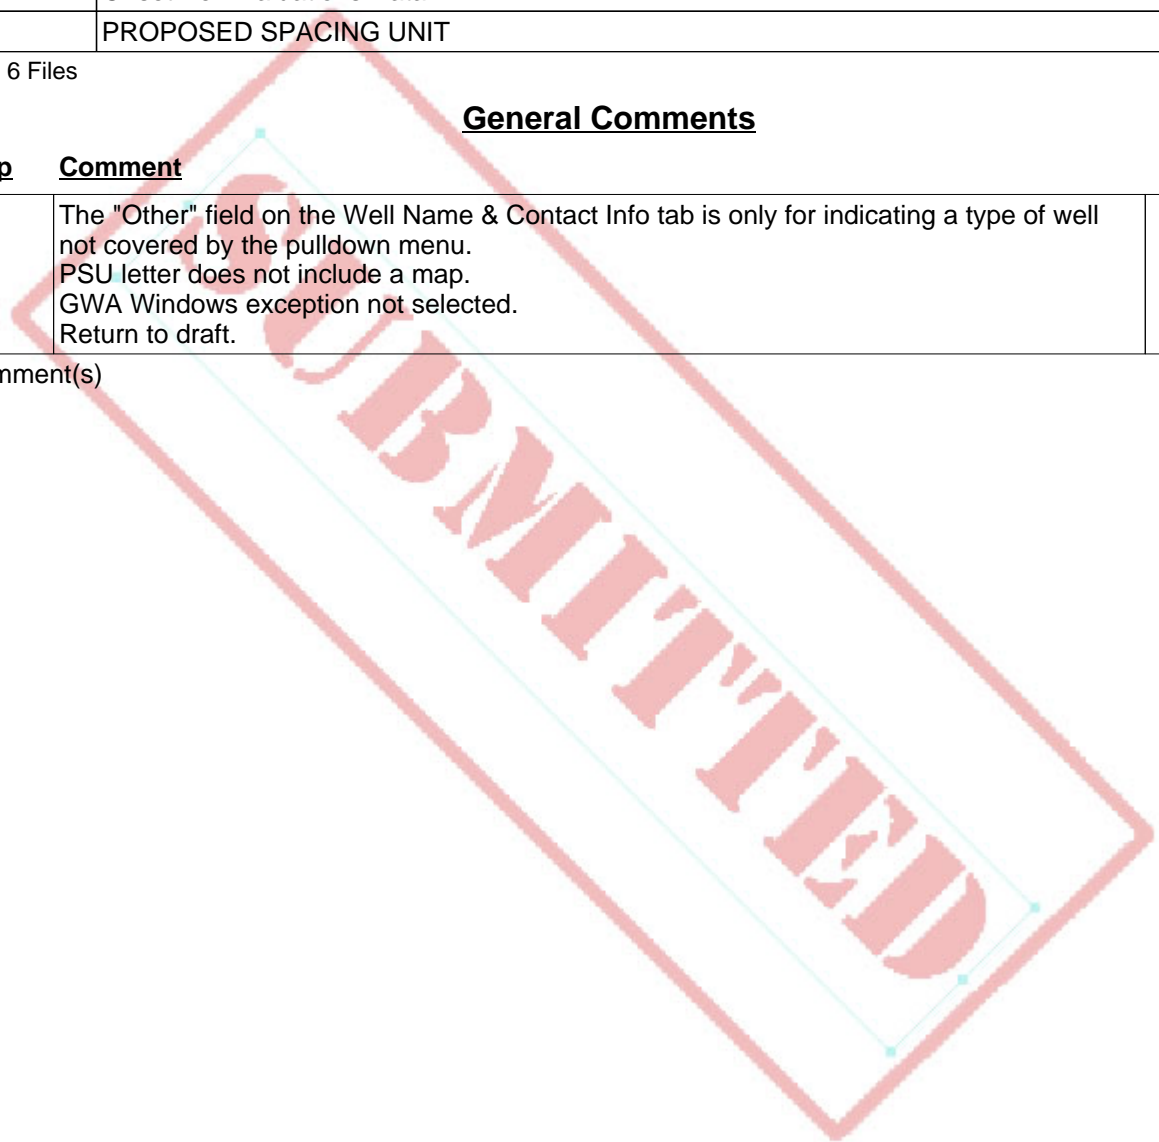 PROPOSED SPACING UNIT
6 Files
General Comments
Comment
The "Other" field on the Well Name & Contact Info tab is only for indicating a type of well
not covered by the pulldown menu.
PSU letter does not include a map.
GWA Windows exception not selected.
Return to draft.
mment(s)
SUBMITTED